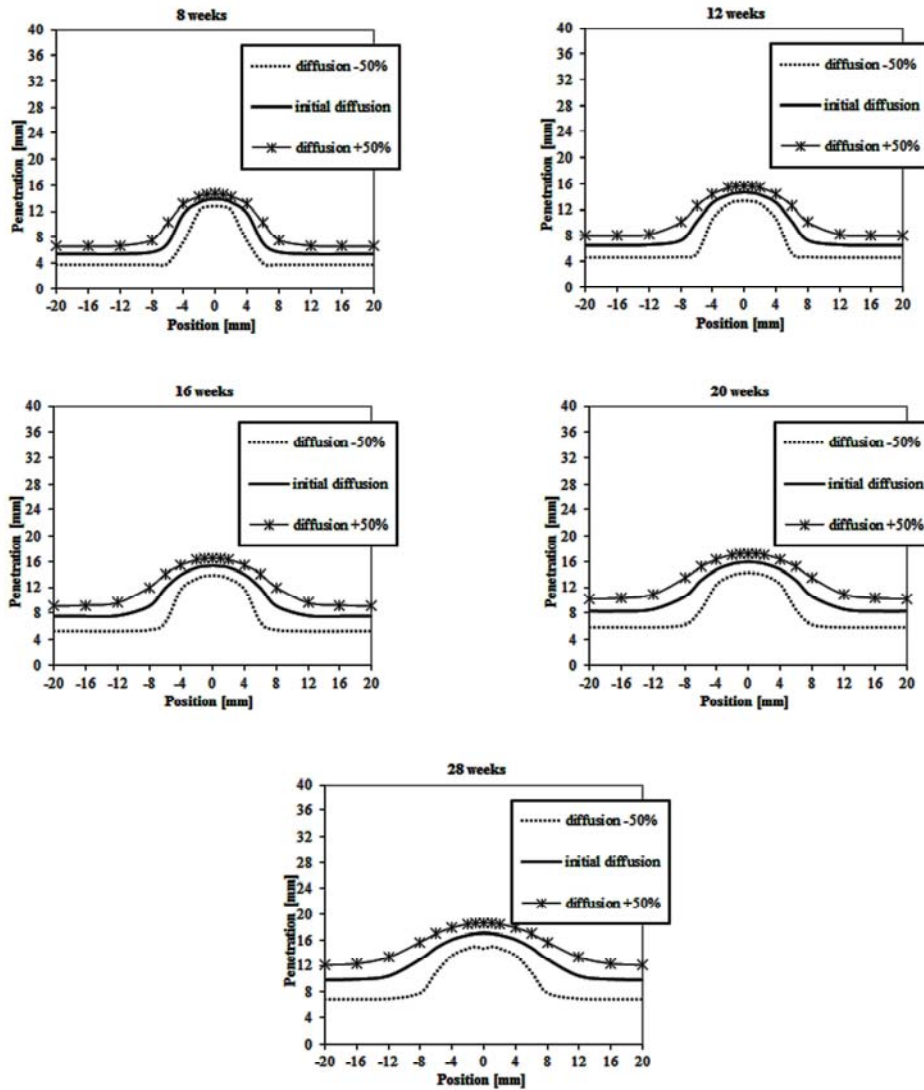 8 weeks
40
36
32
28
24
20
16
12
8
4
0
Penetration [mm]
-20 -16 -12 -8 -4 0 4 8 12 16 20
Position [mm]
diffusion -50%
initial diffusion
diffusion +50%
12 weeks
40
36
32
28
24
20
16
12
8
4
0
Penetration [mm]
-20 -16 -12 -8 -4 0 4 8 12 16 20
Position [mm]
diffusion -50%
initial diffusion
diffusion +50%
16 weeks
40
36
32
28
24
20
16
12
8
4
0
Penetration [mm]
-20 -16 -12 -8 -4 0 4 8 12 16 20
Position [mm]
diffusion -50%
initial diffusion
diffusion +50%
20 weeks
40
36
32
28
24
20
16
12
8
4
0
Penetration [mm]
-20 -16 -12 -8 -4 0 4 8 12 16 20
Position [mm]
diffusion -50%
initial diffusion
diffusion +50%
28 weeks
40
36
32
28
24
20
16
12
8
4
0
Penetration [mm]
-20 -16 -12 -8 -4 0 4 8 12 16 20
Position [mm]
diffusion -50%
initial diffusion
diffusion +50%